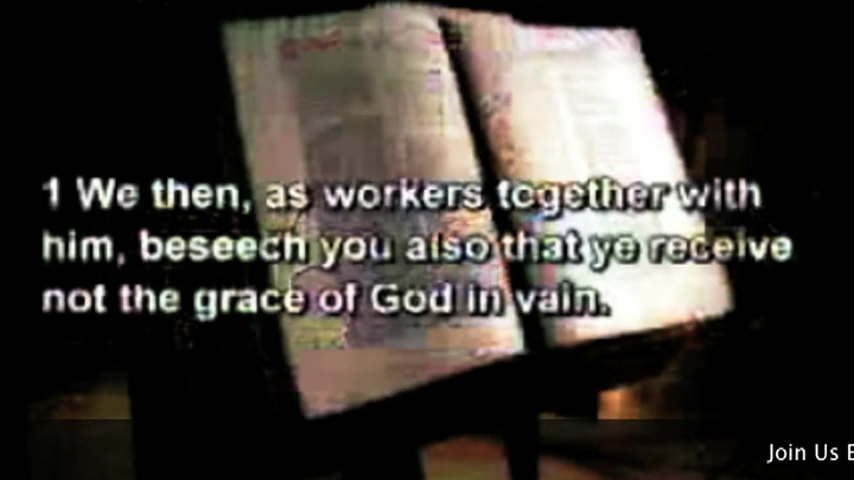 1 We then, as workers together with
him, beseech you also that ye receive
not the grace of God in vain.
Join Us